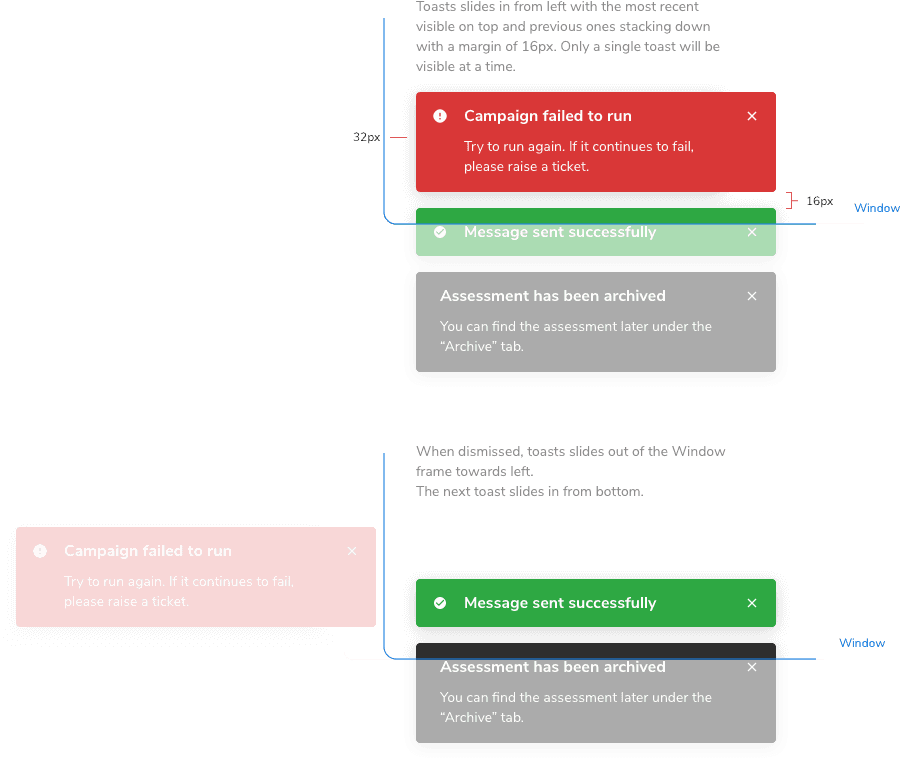 Toasts slides in from left with the most recent
visible on top and previous ones stacking down
with a margin of 16px. Only a single toast will be
visible at a time.
Campaign failed to run
32px
Try to run again. If it continues to fail,
please raise a ticket.
16px
Window
Message sent successfully
Assessment has been archived
You can find the assessment later under the
“Archive” tab.
When dismissed, toasts slides out of the Window
frame towards left.
The next toast slides in from bottom.
Campaign failed to run
Try to run again. If it continues to fail,
please raise a ticket.
Message sent successfully
Window
Assessment has been archived
You can find the assessment later under the
“Archive” tab.